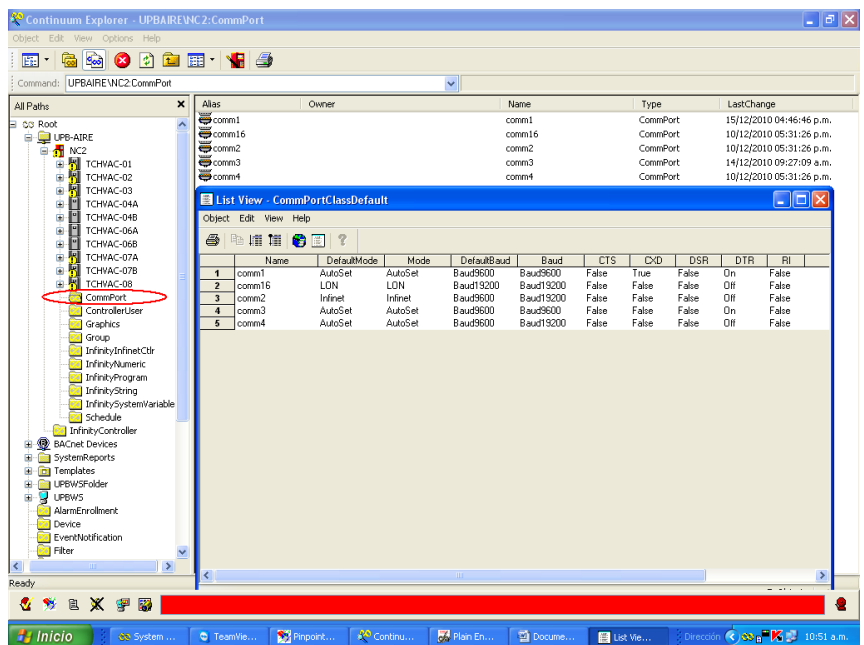 Continuum Explorer - UPBAIRE\NC2:CommPort
Object Edit View Options Help
Command: UPBAIRE\NC2:CommPort
All Paths
Root
UPB-AIRE
NC2
TCHVAC-01
TCHVAC-02
TCHVAC-03
TCHVAC-04A
TCHVAC-04B
TCHVAC-06A
TCHVAC-06B
TCHVAC-07A
TCHVAC-07B
TCHVAC-08
CommPort
ControllerUser
Graphics
Group
InfinityInfinetCtlr
InfinityNumeric
InfinityProgram
InfinityString
InfinitySystemVariable
Schedule
InfinityController
BACnet Devices
SystemReports
Templates
UPBWSFolder
UPBWS
AlarmEnrollment
Device
EventNotification
Filter
Alias Owner Name Type LastChange
comm1 comm1 CommPort 15/12/2010 04:46:46 p.m.
comm16 comm16 CommPort 10/12/2010 05:31:26 p.m.
comm2 comm2 CommPort 10/12/2010 05:31:26 p.m.
comm3 comm3 CommPort 14/12/2010 09:27:09 a.m.
comm4 comm4 CommPort 10/12/2010 05:31:26 p.m.
List View - CommPortClassDefault
Object Edit View Help
Name DefaultMode Mode DefaultBaud Baud CTS CXD DSR DTR RI
1 comm1 AutoSet AutoSet Baud9600 Baud9600 False True False On False
2 comm16 LON LON Baud19200 Baud19200 False False False Off False
3 comm2 Infinet Infinet Baud9600 Baud19200 False False False Off False
4 comm3 AutoSet AutoSet Baud9600 Baud9600 False False False On False
5 comm4 AutoSet AutoSet Baud9600 Baud19200 False False False Off False
Ready
Inicio System ... TeamVie... Pinpoint... Continu... Plain En... Docume... List Vie... Dirección 10:51 a.m.